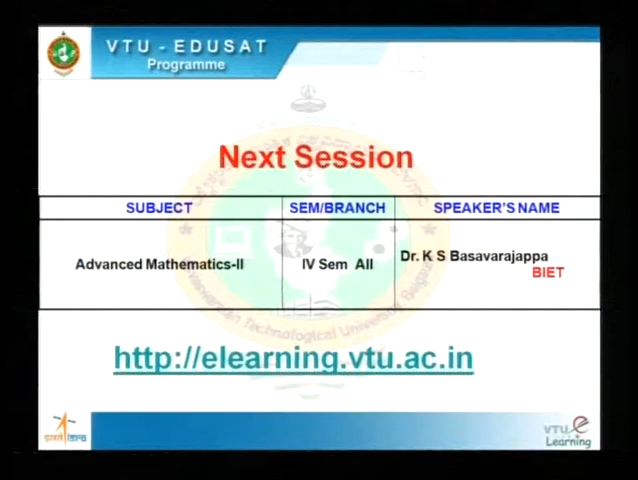 VTU - EDUSAT
Programme
Next Session
SUBJECT SEM/BRANCH SPEAKER'S NAME
Advanced Mathematics-II IV Sem All Dr. K S Basavarajappa
BIET
http://elearning.vtu.ac.in
VTU e
Learning